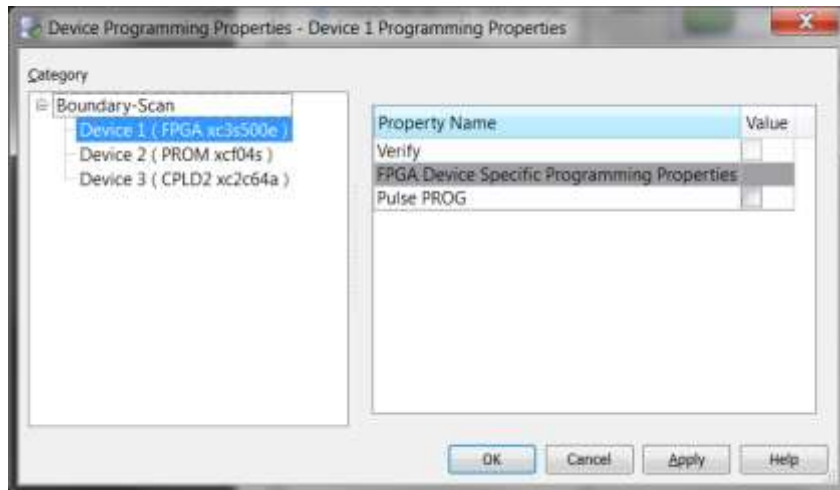 Device Programming Properties - Device 1 Programming Properties
Category
Boundary-Scan
Device 1 ( FPGA xc3s500e )
Device 2 ( PROM xcf04s )
Device 3 ( CPLD2 xc2c64a )
Property Name Value
Verify
FPGA Device Specific Programming Properties
Pulse PROG
OK Cancel Apply Help